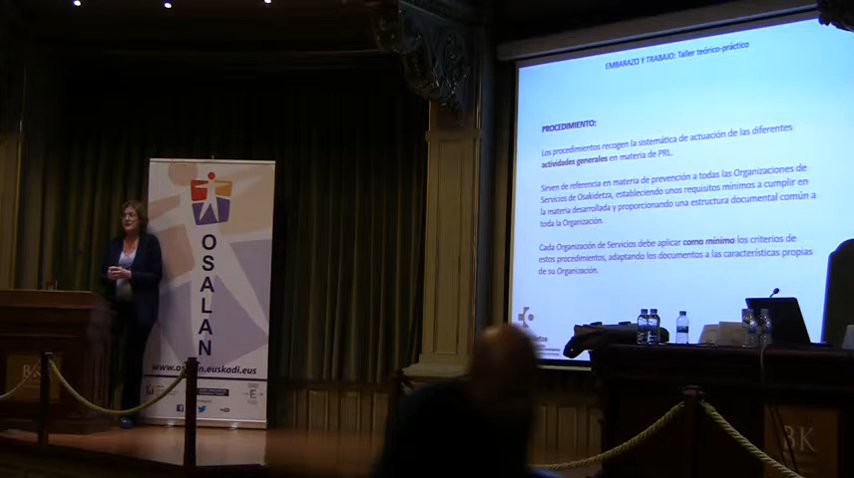 EMBARAZO Y TRABAJO: Taller teórico-práctico
PROCEDIMIENTO:
Los procedimientos recogen la sistemática de actuación de las diferentes
actividades generales en materia de PRL.
Sirven de referencia en materia de prevención a todas las Organizaciones de
Servicios de Osakidetza, estableciendo unos requisitos mínimos a cumplir en
la materia desarrollada y proporcionando una estructura documental común a
toda la Organización.
Cada Organización de Servicios debe aplicar como mínimo los criterios de
estos procedimientos, adaptando los documentos a las características propias
de su Organización.
OSALAN
www.osalan.euskadi.eus
BK